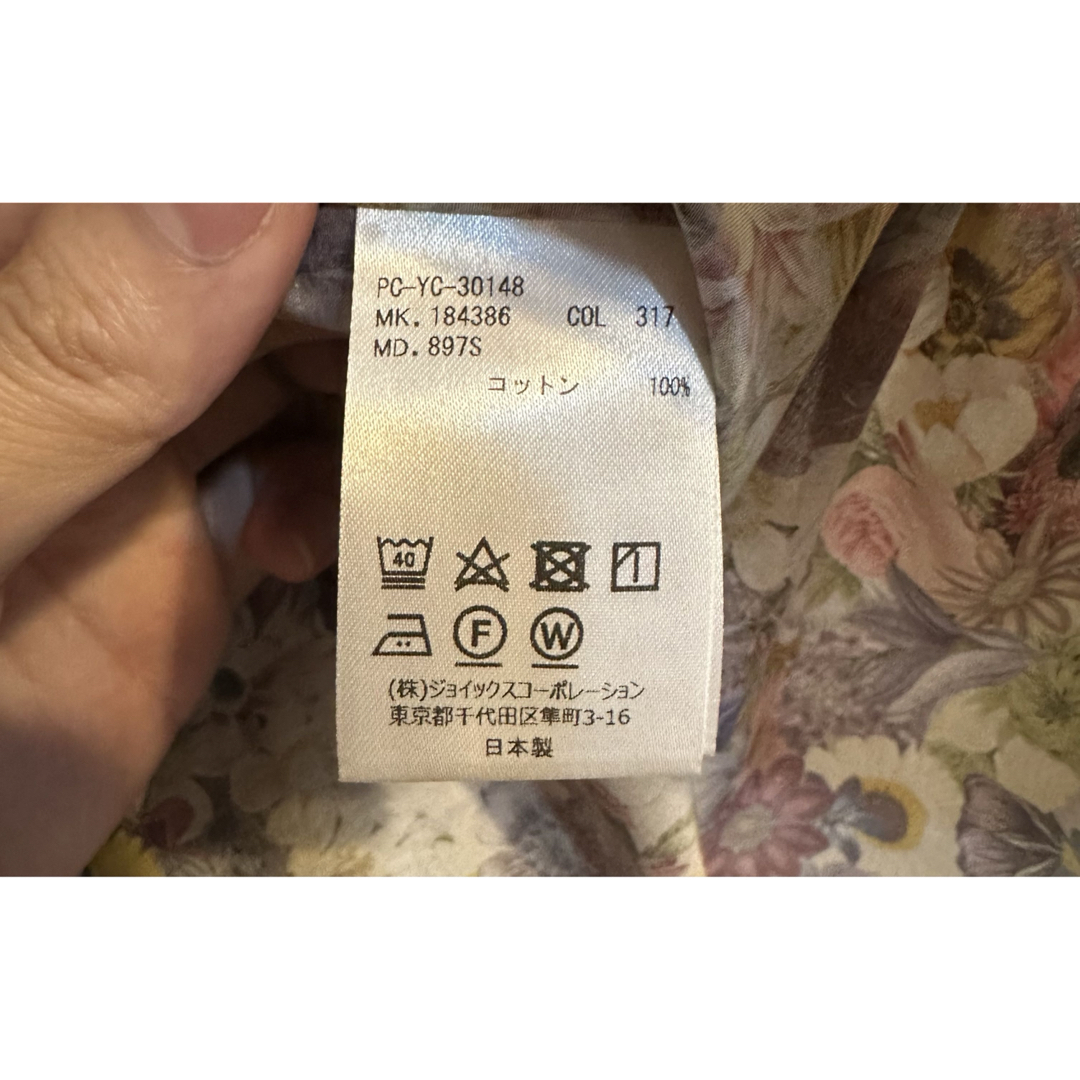 PC-YC-30148
MK. 184386 COL 317
MD. 897S
コットン 100%
40
F W
(株)ジョイックスコーポレーション
東京都千代田区隼町3-16
日本製